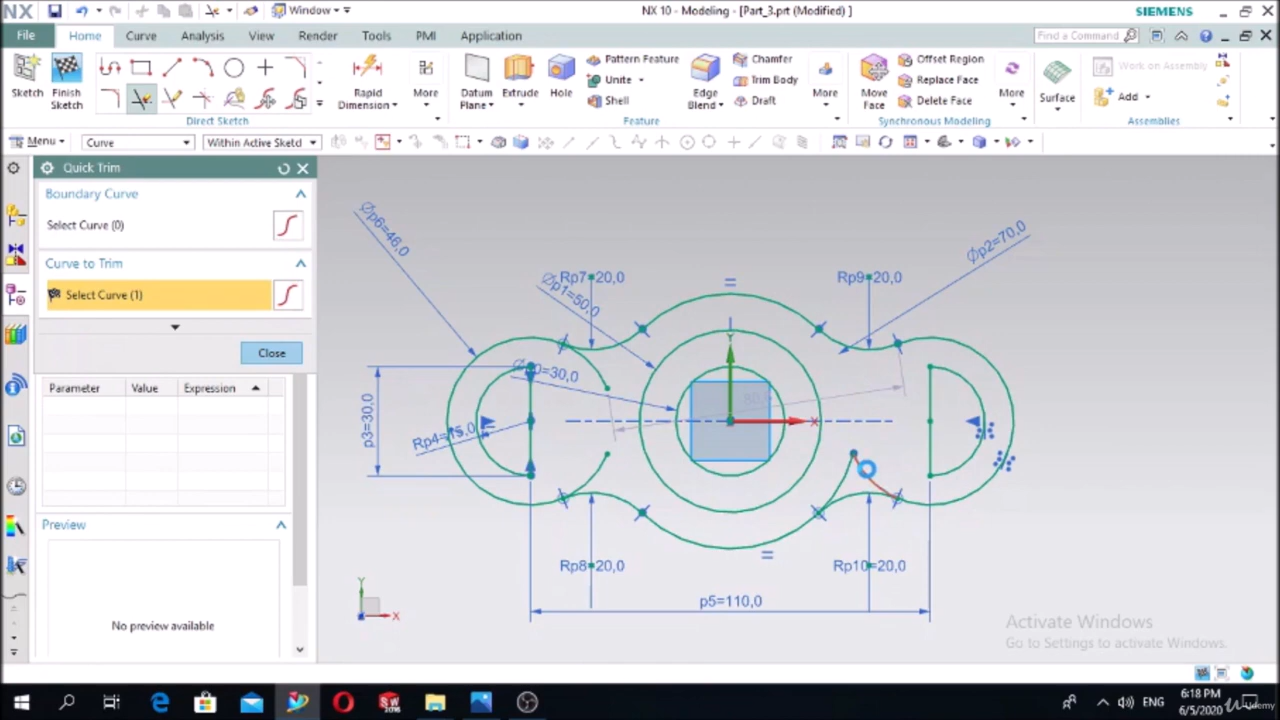 NX
Window
NX 10 - Modeling - [Part_3.prt (Modified) ]
SIEMENS
File
Home
Curve
Analysis
View
Render
Tools
PMI
Application
Find a Command
Sketch
Finish Sketch
Rapid Dimension
More
Datum Plane
Extrude
Hole
Pattern Feature
Unite
Shell
Edge Blend
Chamfer
Trim Body
Draft
More
Move Face
Offset Region
Replace Face
Delete Face
More
Surface
Work on Assembly
Add
Direct Sketch
Feature
Synchronous Modeling
Assemblies
Menu
Curve
Within Active Sketc
Quick Trim
Boundary Curve
Select Curve (0)
Curve to Trim
Select Curve (1)
Close
Parameter
Value
Expression
Preview
No preview available
Øp6=46,0
Rp7=20,0
Øp1=50,0
Rp9=20,0
Øp2=70,0
p3=30,0
Rp4=15,0
Y
X
Rp8=20,0
Rp10=20,0
p5=110,0
Y
X
Activate Windows
Go to Settings to activate Windows.
ENG
6:18 PM
6/5/2020
Udemy